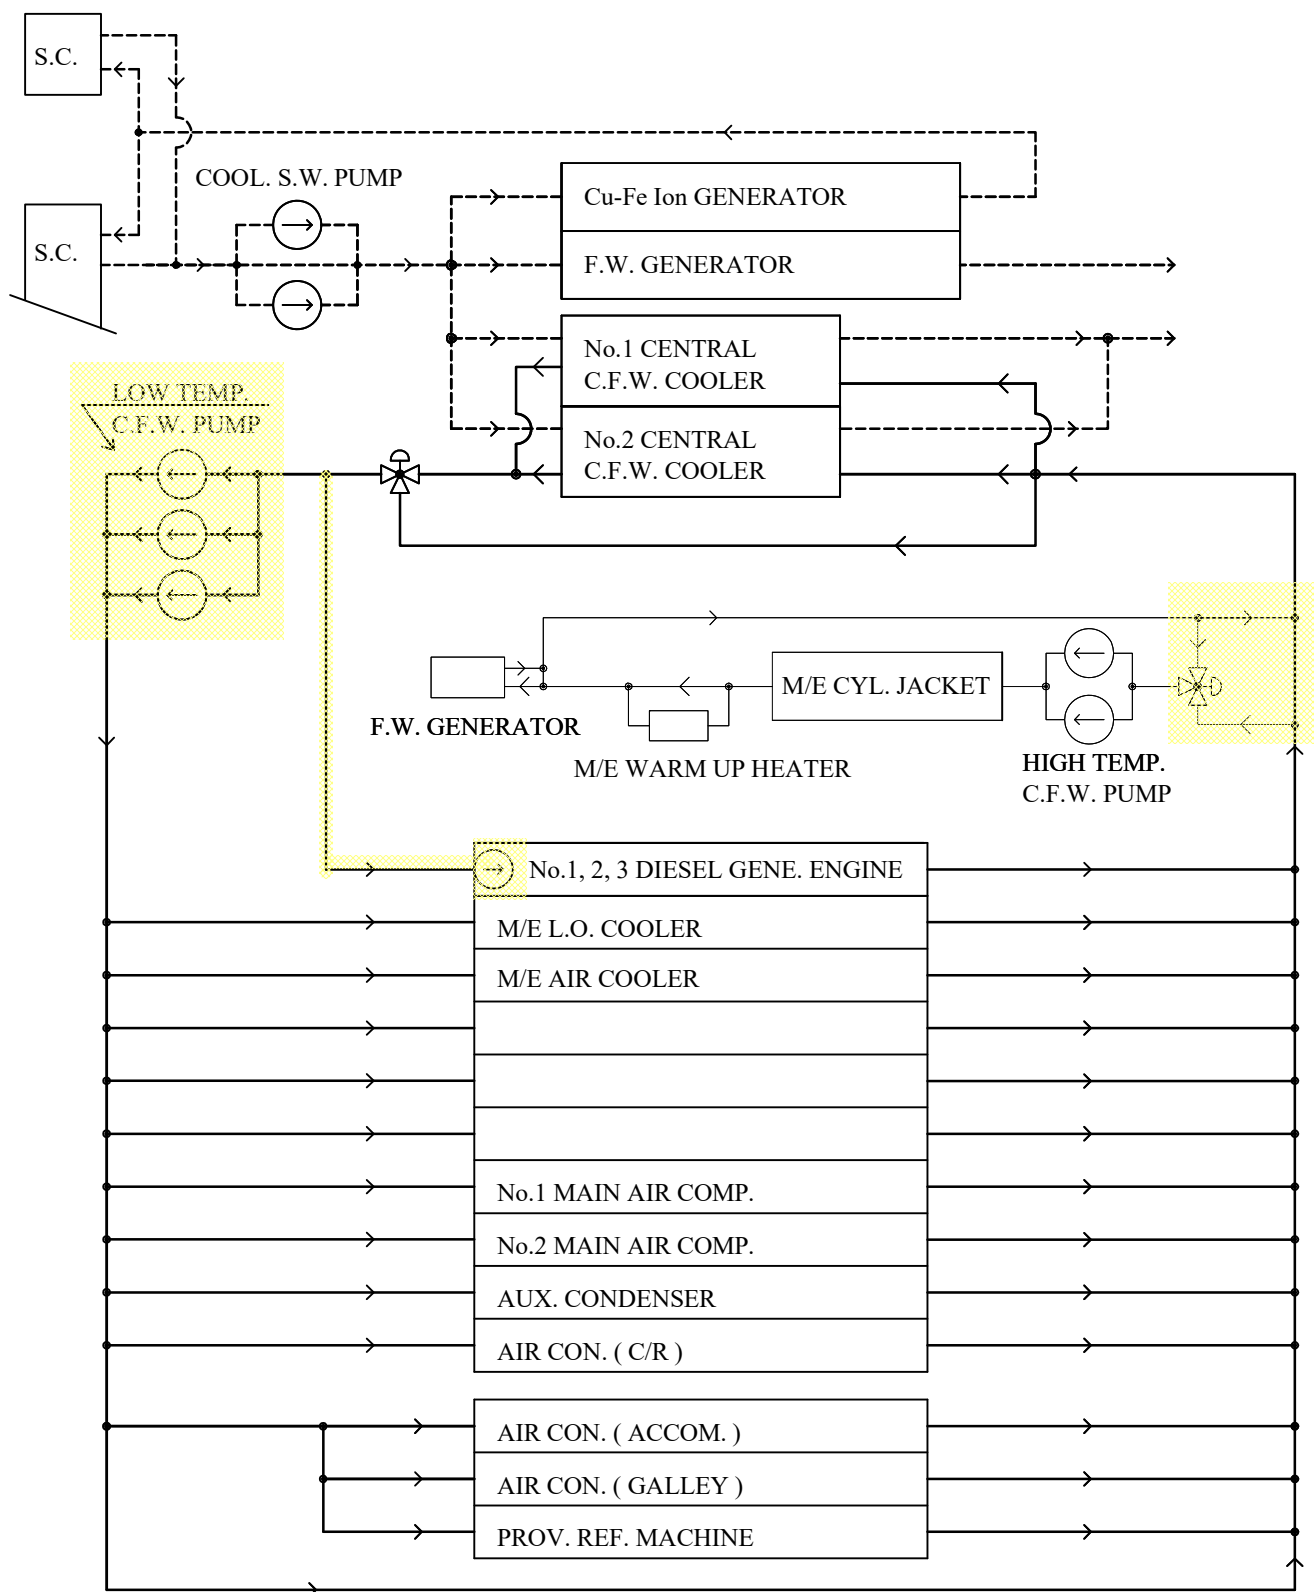 S.C.
COOL. S.W. PUMP
Cu-Fe Ion GENERATOR
S.C.
F.W. GENERATOR
No.1 CENTRAL
C.F.W. COOLER
LOW TEMP.
C.F.W. PUMP
No.2 CENTRAL
C.F.W. COOLER
M/E CYL. JACKET
F.W. GENERATOR
M/E WARM UP HEATER
HIGH TEMP.
C.F.W. PUMP
No.1, 2, 3 DIESEL GENE. ENGINE
M/E L.O. COOLER
M/E AIR COOLER
No.1 MAIN AIR COMP.
No.2 MAIN AIR COMP.
AUX. CONDENSER
AIR CON. ( C/R )
AIR CON. ( ACCOM. )
AIR CON. ( GALLEY )
PROV. REF. MACHINE